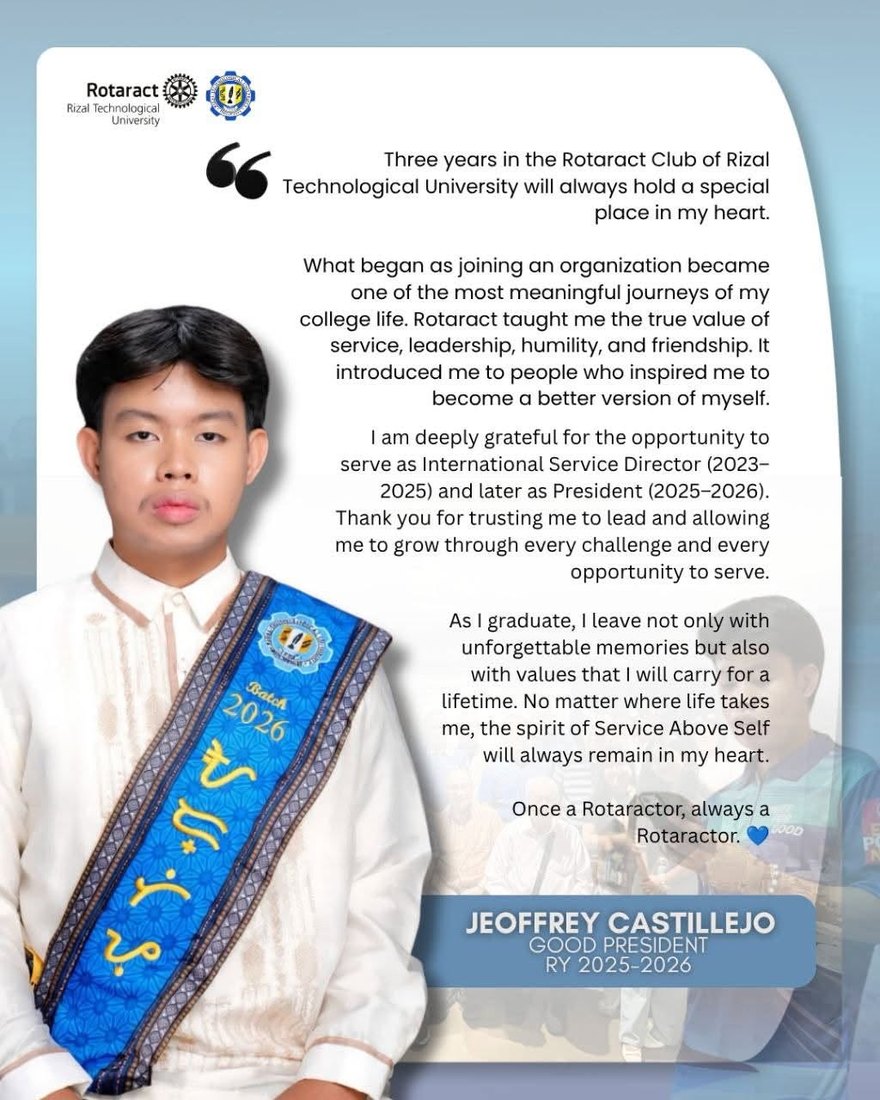 Rotaract
Rizal Technological
University
Three years in the Rotaract Club of Rizal
Technological University will always hold a special
place in my heart.
What began as joining an organization became
one of the most meaningful journeys of my
college life. Rotaract taught me the true value of
service, leadership, humility, and friendship. It
introduced me to people who inspired me to
become a better version of myself.
I am deeply grateful for the opportunity to
serve as International Service Director (2023–
2025) and later as President (2025–2026).
Thank you for trusting me to lead and allowing
me to grow through every challenge and every
opportunity to serve.
As I graduate, I leave not only with
unforgettable memories but also
with values that I will carry for a
lifetime. No matter where life takes
me, the spirit of Service Above Self
will always remain in my heart.
Once a Rotaractor, always a
Rotaractor. 💙
Batch
2026
JEOFFREY CASTILLEJO
GOOD PRESIDENT
RY 2025-2026